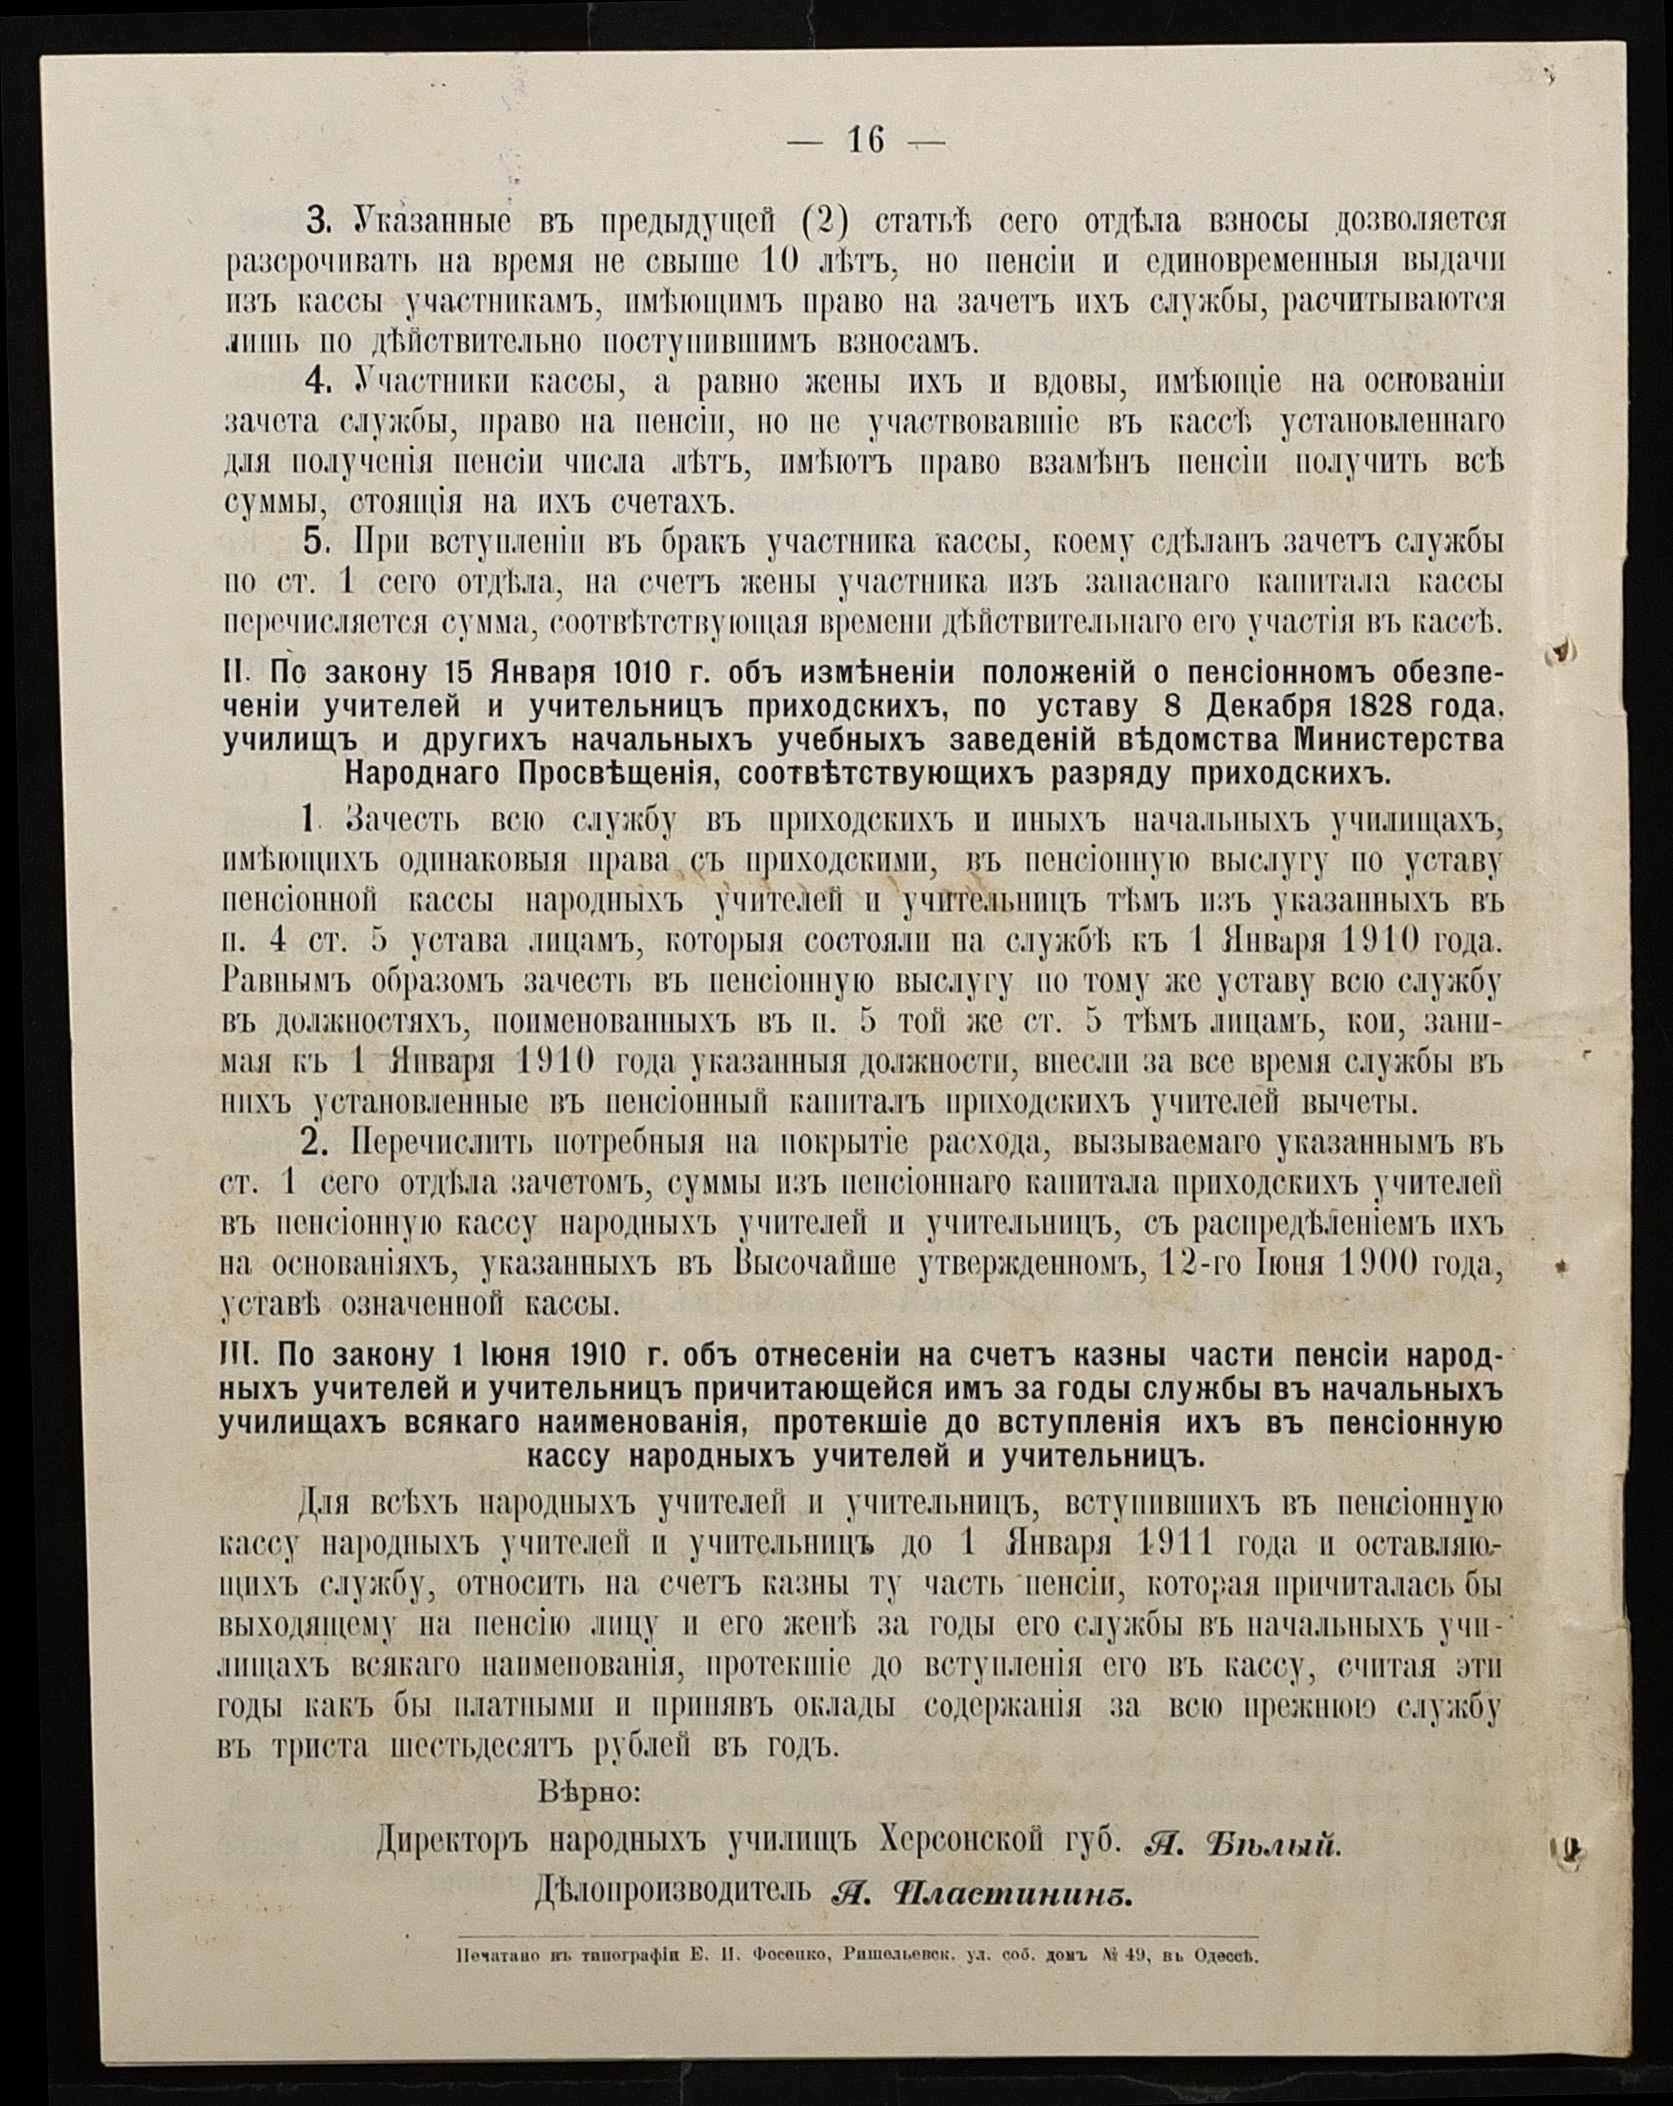 — 16 —
3. Указанные въ предыдущей (2) статьѣ сего отдѣла взносы дозволяется
разсрочивать на время не свыше 10 лѣтъ, но пенсіи и единовременныя выдачи
изъ кассы участникамъ, имѣющимъ право на зачетъ ихъ службы, расчитываются
лишь по дѣйствительно поступившимъ взносамъ.
4. Участники кассы, а равно жены ихъ и вдовы, имѣющіе на основаніи
зачета службы, право на пенсіи, но не участвовавшіе въ кассѣ установленнаго
для полученія пенсіи числа лѣтъ, имѣютъ право взамѣнъ пенсіи получить всѣ
суммы, стоящія на ихъ счетахъ.
5. При вступленіи въ бракъ участника кассы, коему сдѣланъ зачетъ службы
по ст. 1 сего отдѣла, на счетъ жены участника изъ запаснаго капитала кассы
перечисляется сумма, соотвѣтствующая времени дѣйствительнаго его участія въ кассѣ.
II. По закону 15 Января 1010 г. объ измѣненіи положеній о пенсіонномъ обезпе-
ченіи учителей и учительницъ приходскихъ, по уставу 8 Декабря 1828 года,
училищъ и другихъ начальныхъ учебныхъ заведеній вѣдомства Министерства
Народнаго Просвѣщенія, соотвѣтствующихъ разряду приходскихъ.
1. Зачесть всю службу въ приходскихъ и иныхъ начальныхъ училищахъ,
имѣющихъ одинаковыя права съ приходскими, въ пенсіонную выслугу по уставу
пенсіонной кассы народныхъ учителей и учительницъ тѣмъ изъ указанныхъ въ
п. 4 ст. 5 устава лицамъ, которыя состояли на службѣ къ 1 Января 1910 года.
Равнымъ образомъ зачесть въ пенсіонную выслугу по тому же уставу всю службу
въ должностяхъ, поименованныхъ въ п. 5 той же ст. 5 тѣмъ лицамъ, кои, зани-
мая къ 1 Января 1910 года указанныя должности, внесли за все время службы въ
нихъ установленные въ пенсіонный капиталъ приходскихъ учителей вычеты.
2. Перечислить потребныя на покрытіе расхода, вызываемаго указаннымъ въ
ст. 1 сего отдѣла зачетомъ, суммы изъ пенсіоннаго капитала приходскихъ учителей
въ пенсіонную кассу народныхъ учителей и учительницъ, съ распредѣленіемъ ихъ
на основаніяхъ, указанныхъ въ Высочайше утвержденномъ, 12-го Іюня 1900 года,
уставѣ означенной кассы.
III. По закону 1 Іюня 1910 г. объ отнесеніи на счетъ казны части пенсіи народ-
ныхъ учителей и учительницъ причитающейся имъ за годы службы въ начальныхъ
училищахъ всякаго наименованія, протекшіе до вступленія ихъ въ пенсіонную
кассу народныхъ учителей и учительницъ.
Для всѣхъ народныхъ учителей и учительницъ, вступившихъ въ пенсіонную
кассу народныхъ учителей и учительницъ до 1 Января 1911 года и оставляю-
щихъ службу, относить на счетъ казны ту часть пенсіи, которая причиталась бы
выходящему на пенсію лицу и его женѣ за годы его службы въ начальныхъ учи-
лищахъ всякаго наименованія, протекшіе до вступленія его въ кассу, считая эти
годы какъ бы платными и принявъ оклады содержанія за всю прежнюю службу
въ триста шестьдесятъ рублей въ годъ.
Вѣрно:
Директоръ народныхъ училищъ Херсонской губ. А. Бѣлый.
Дѣлопроизводитель А. Пластининъ.
Печатано въ типографіи Е. И. Фесенко, Ришельевск. ул. соб. домъ № 49, въ Одессѣ.